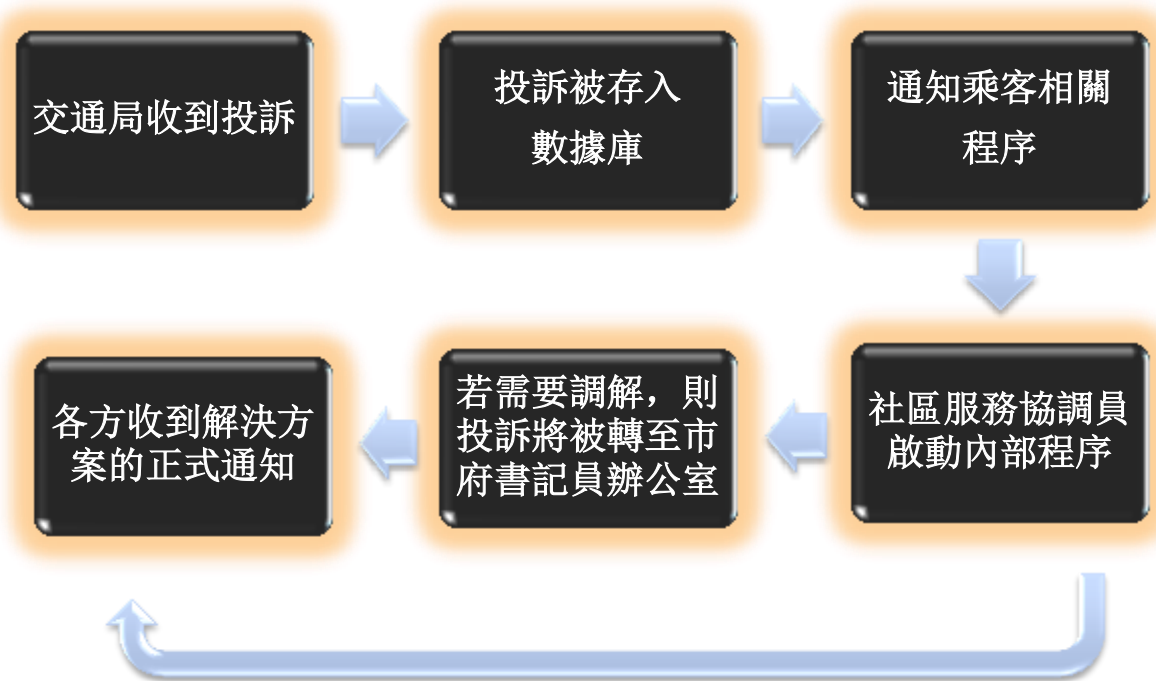 交通局收到投訴
投訴被存入
數據庫
通知乘客相關
程序
社區服務協調員
啟動內部程序
若需要調解，則
投訴將被轉至市
府書記員辦公室
各方收到解決方
案的正式通知